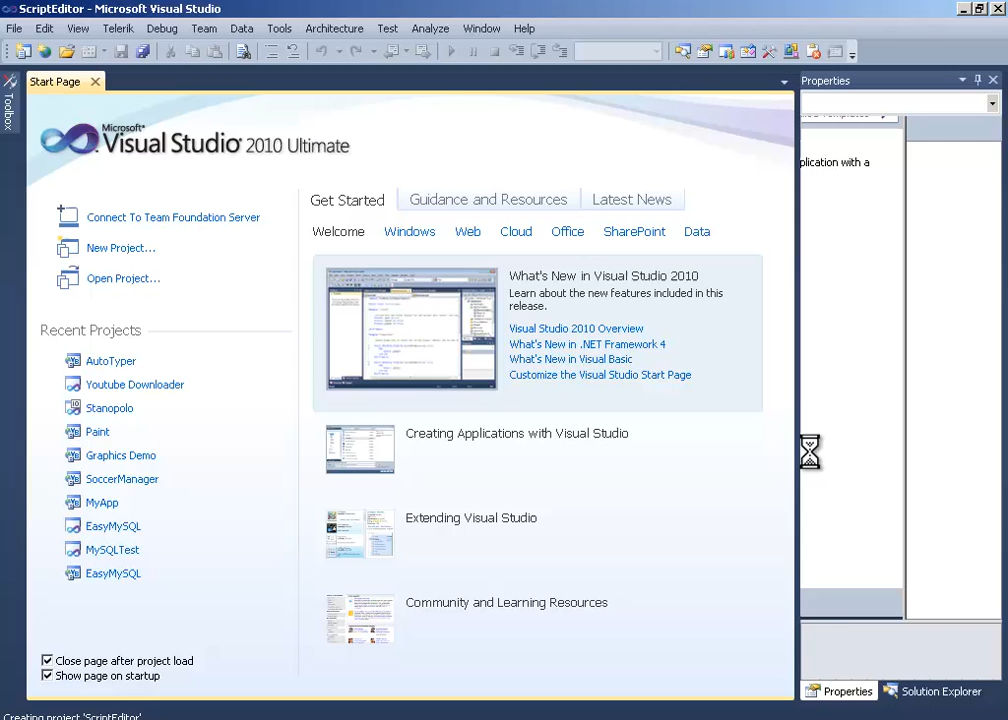 ScriptEditor - Microsoft Visual Studio
File Edit View Telerik Debug Team Data Tools Architecture Test Analyze Window Help
Toolbox
Start Page
Properties
Microsoft
Visual Studio 2010 Ultimate
plication with a
Connect To Team Foundation Server
New Project...
Open Project...
Recent Projects
AutoTyper
Youtube Downloader
Stanopolo
Paint
Graphics Demo
SoccerManager
MyApp
EasyMySQL
MySQLTest
EasyMySQL
Close page after project load
Show page on startup
Get Started Guidance and Resources Latest News
Welcome Windows Web Cloud Office SharePoint Data
What's New in Visual Studio 2010
Learn about the new features included in this
release.
Visual Studio 2010 Overview
What's New in .NET Framework 4
What's New in Visual Basic
Customize the Visual Studio Start Page
Creating Applications with Visual Studio
Extending Visual Studio
Community and Learning Resources
Properties Solution Explorer
Creating project 'ScriptEditor'